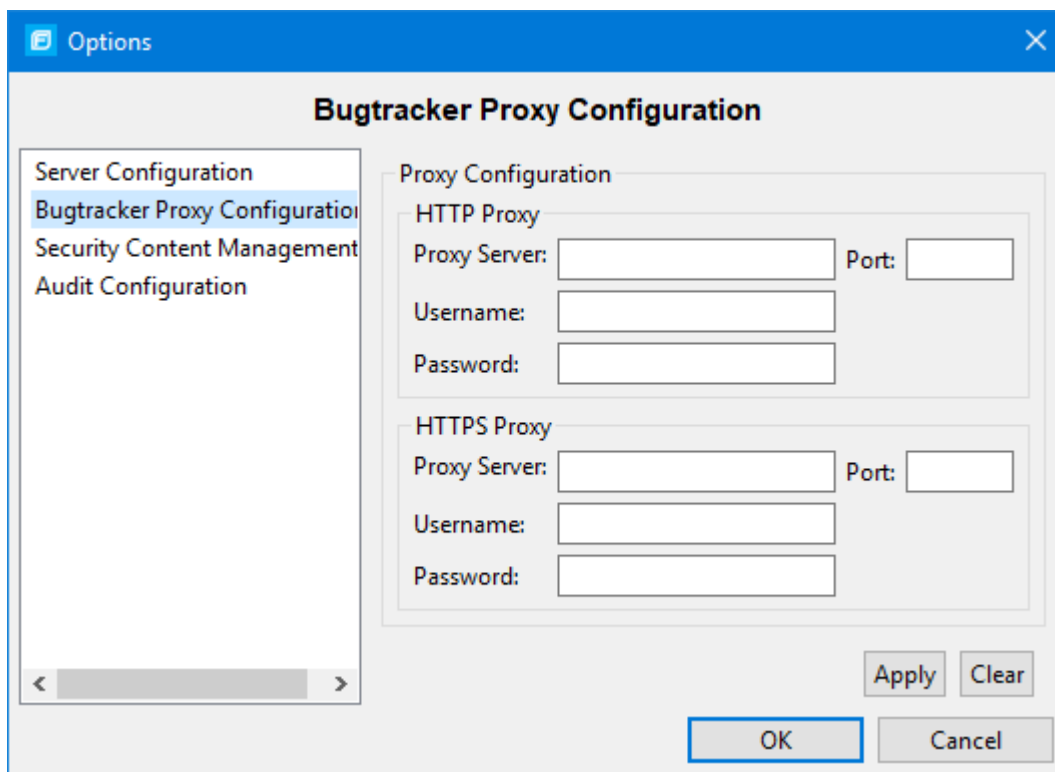 Options
Bugtracker Proxy Configuration
Server Configuration
Bugtracker Proxy Configuration
Security Content Management
Audit Configuration
Proxy Configuration
HTTP Proxy
Proxy Server: Port:
Username:
Password:
HTTPS Proxy
Proxy Server: Port:
Username:
Password:
Apply Clear
OK Cancel